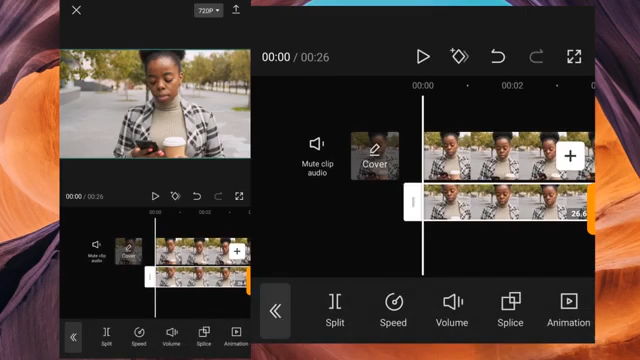 720P
00:00 / 00:26
00:00
00:02
Mute clip
audio
Cover
Split
Speed
Volume
Splice
Animation
00:00 / 00:26
00:00
00:02
Mute clip
audio
Cover
26.6
Split
Speed
Volume
Splice
Animation